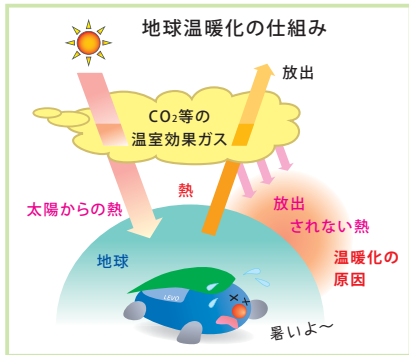 地球温暖化の仕組み
放出
CO₂等の
温室効果ガス
熱
太陽からの熱
放出
されない熱
地球
温暖化の
原因
LEVO
暑いよ～